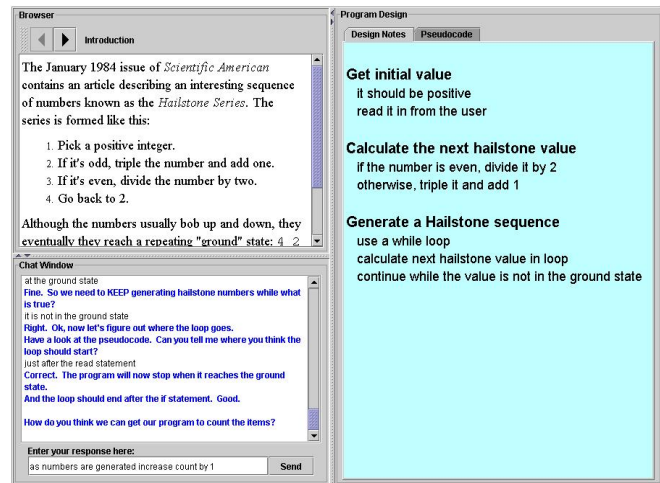 Browser
Introduction
The January 1984 issue of Scientific American
contains an article describing an interesting sequence
of numbers known as the Hailstone Series. The
series is formed like this:
1. Pick a positive integer.
2. If it's odd, triple the number and add one.
3. If it's even, divide the number by two.
4. Go back to 2.
Although the numbers usually bob up and down, they
eventually they reach a repeating "ground" state: 4 2
Chat Window
at the ground state
Fine. So we need to KEEP generating hailstone numbers while what
is true?
it is not in the ground state
Right. Ok, now let's figure out where the loop goes.
Have a look at the pseudocode. Can you tell me where you think the
loop should start?
just after the read statement
Correct. The program will now stop when it reaches the ground
state.
And the loop should end after the if statement. Good.
How do you think we can get our program to count the items?
Enter your response here:
as numbers are generated increase count by 1
Send
Program Design
Design Notes
Pseudocode
Get initial value
it should be positive
read it in from the user
Calculate the next hailstone value
if the number is even, divide it by 2
otherwise, triple it and add 1
Generate a Hailstone sequence
use a while loop
calculate next hailstone value in loop
continue while the value is not in the ground state